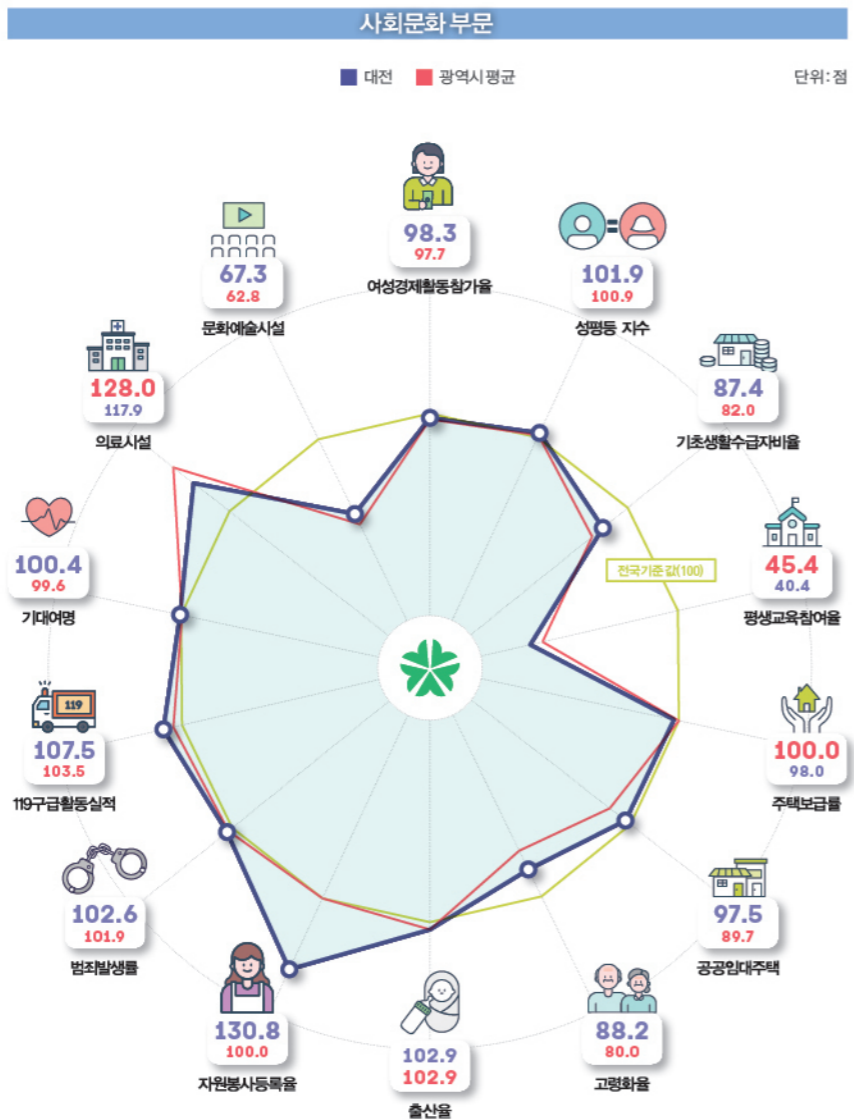 사회문화 부문
대전
광역시 평균
단위:점
98.3
97.7
여성경제활동참가율
101.9
100.9
성평등 지수
87.4
82.0
기초생활수급자비율
전국기준값(100)
45.4
40.4
평생교육참여율
100.0
98.0
주택보급률
97.5
89.7
공공임대주택
88.2
80.0
고령화율
102.9
102.9
출산율
130.8
100.0
자원봉사등록율
102.6
101.9
범죄발생률
119
107.5
103.5
119구급활동실적
100.4
99.6
기대여명
128.0
117.9
의료시설
67.3
62.8
문화예술시설